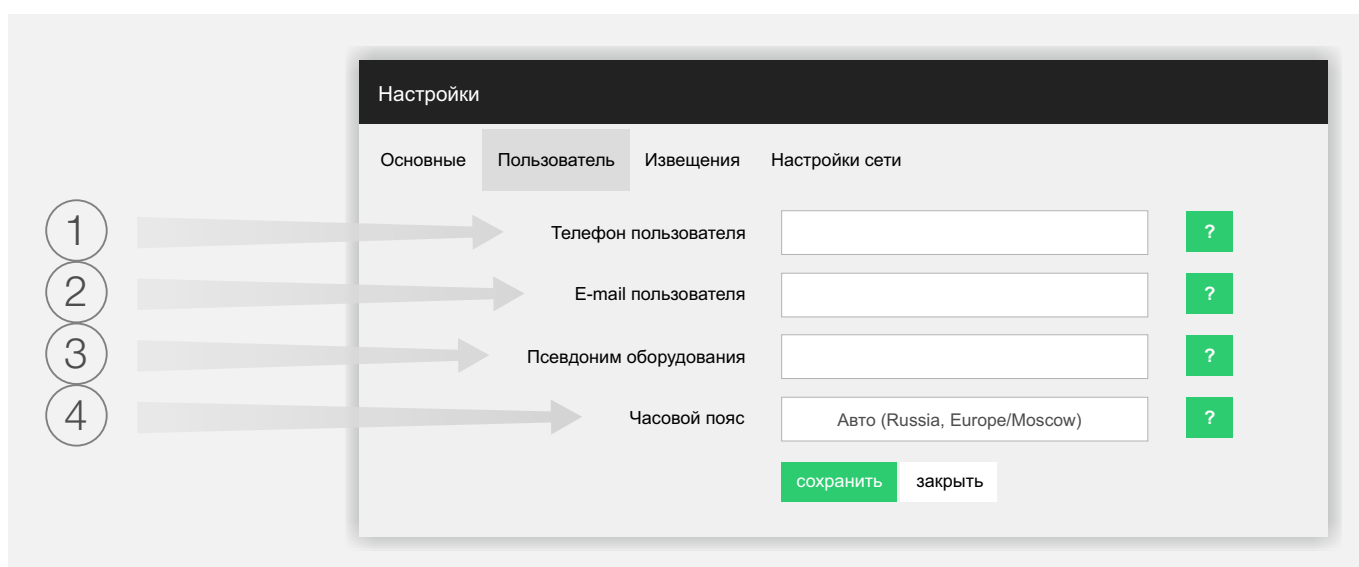 Настройки
Основные Пользователь Извещения Настройки сети
1 Телефон пользователя ?
2 E-mail пользователя ?
3 Псевдоним оборудования ?
4 Часовой пояс Авто (Russia, Europe/Moscow) ?
сохранить закрыть